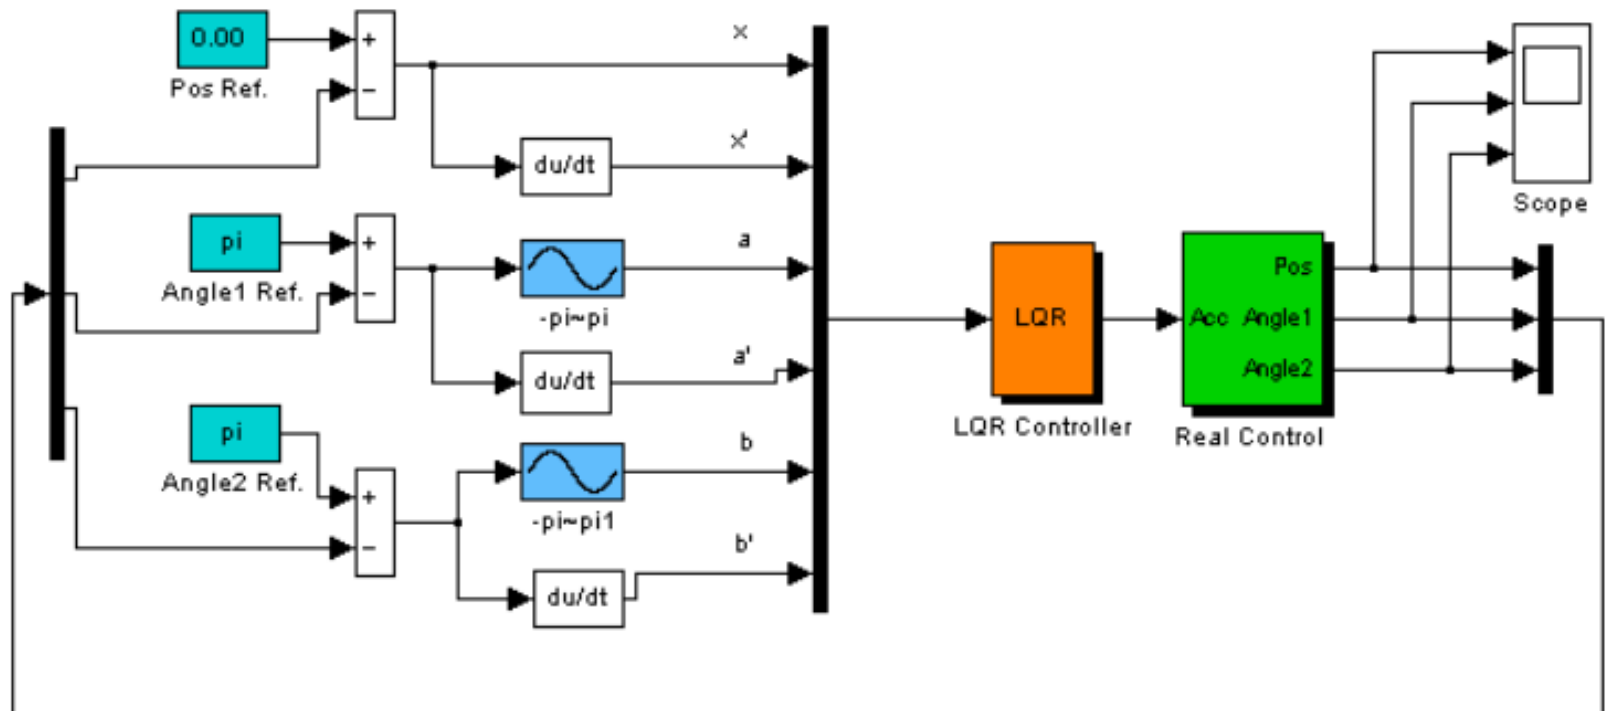 0.00
+
−
Pos Ref.
x
x'
du/dt
pi
+
−
Angle1 Ref.
a
-pi~pi
a'
du/dt
pi
Angle2 Ref.
+
−
b
-pi~pi1
b'
du/dt
LQR
LQR Controller
Pos
Acc Angle1
Angle2
Real Control
Scope